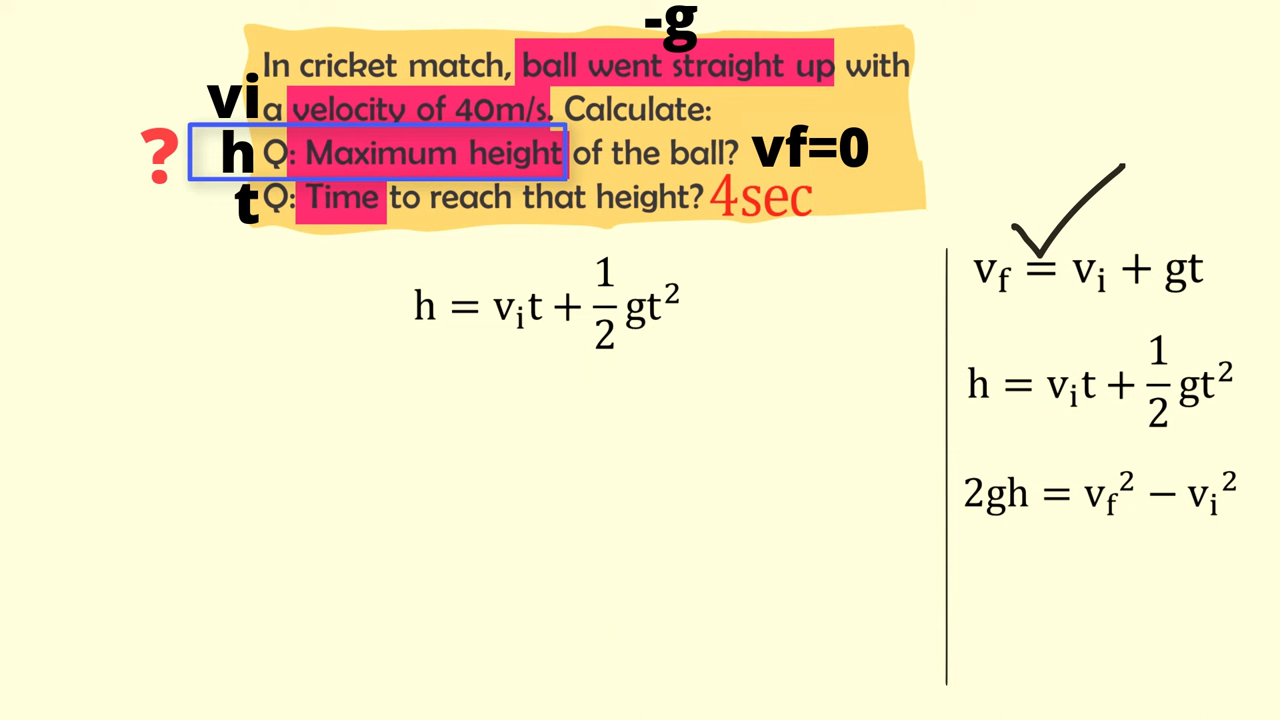 -g
In cricket match, ball went straight up with
vi a velocity of 40m/s. Calculate:
? h Q: Maximum height of the ball? vf=0
t Q: Time to reach that height? 4sec
h = vᵢt + 1/2 gt²
v_f = vᵢ + gt
h = vᵢt + 1/2 gt²
2gh = v_f² − vᵢ²